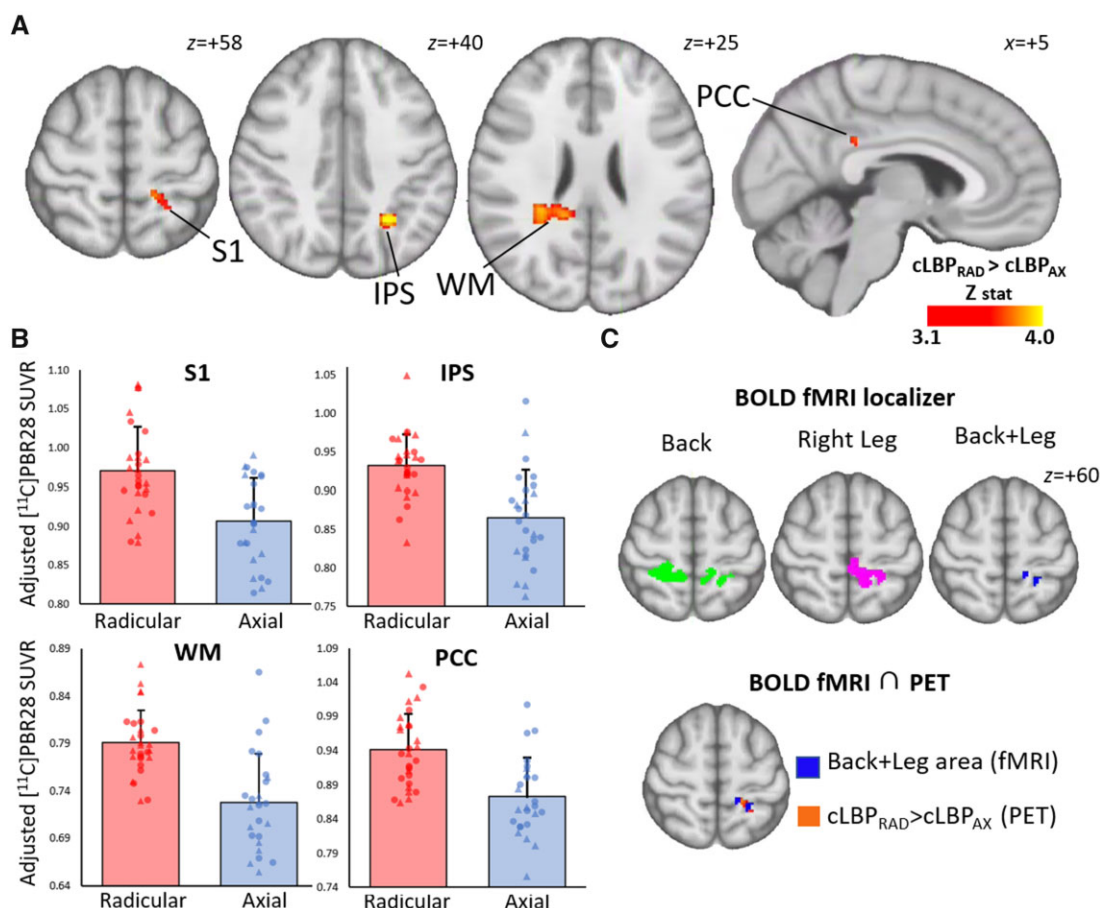 A
z=+58
z=+40
z=+25
x=+5
S1
IPS
WM
PCC
cLBPRAD > cLBPAX
Z stat
3.1 4.0
B
S1
Adjusted [11C]PBR28 SUVR
1.10
1.05
1.00
0.95
0.90
0.85
0.80
Radicular Axial
IPS
1.05
1.00
0.95
0.90
0.85
0.80
0.75
Radicular Axial
WM
Adjusted [11C]PBR28 SUVR
0.89
0.84
0.79
0.74
0.69
0.64
Radicular Axial
PCC
1.09
1.04
0.99
0.94
0.89
0.84
0.79
0.74
Radicular Axial
C
BOLD fMRI localizer
Back Right Leg Back+Leg
z=+60
BOLD fMRI ∩ PET
Back+Leg area (fMRI)
cLBPRAD>cLBPAX (PET)